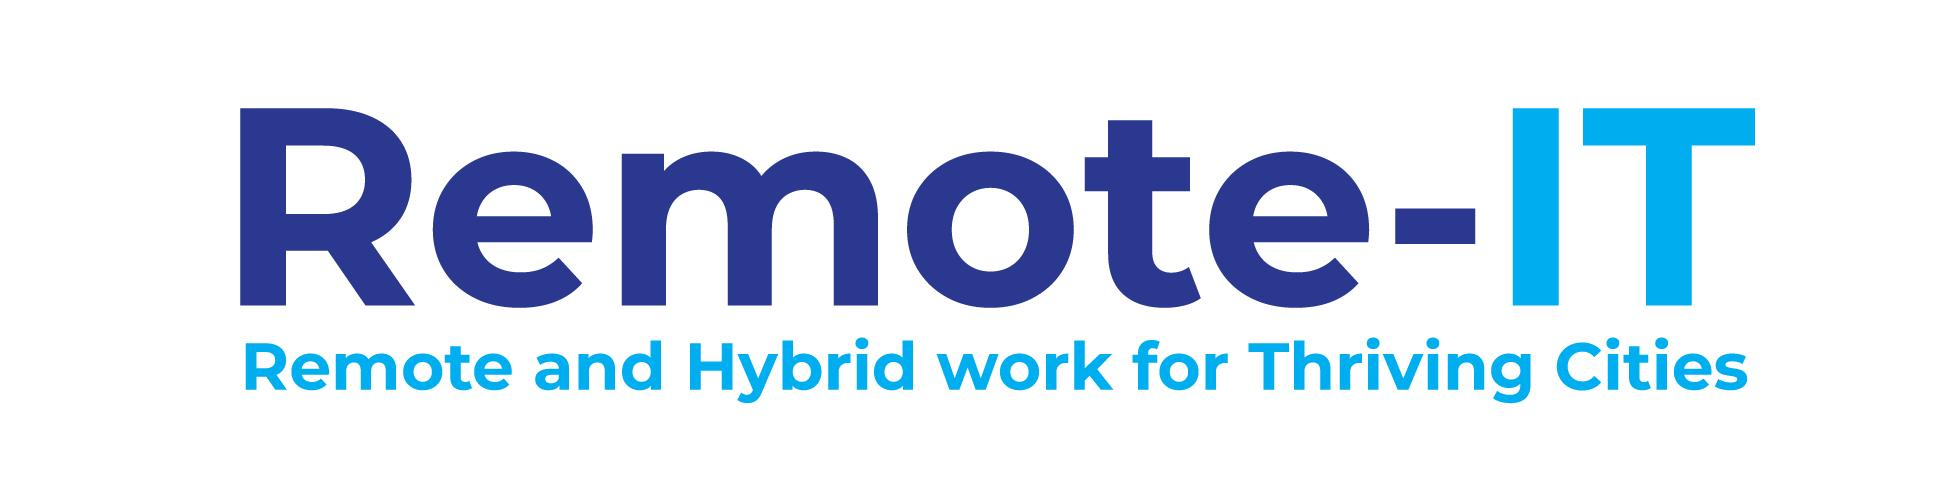 Remote-IT
Remote and Hybrid work for Thriving Cities